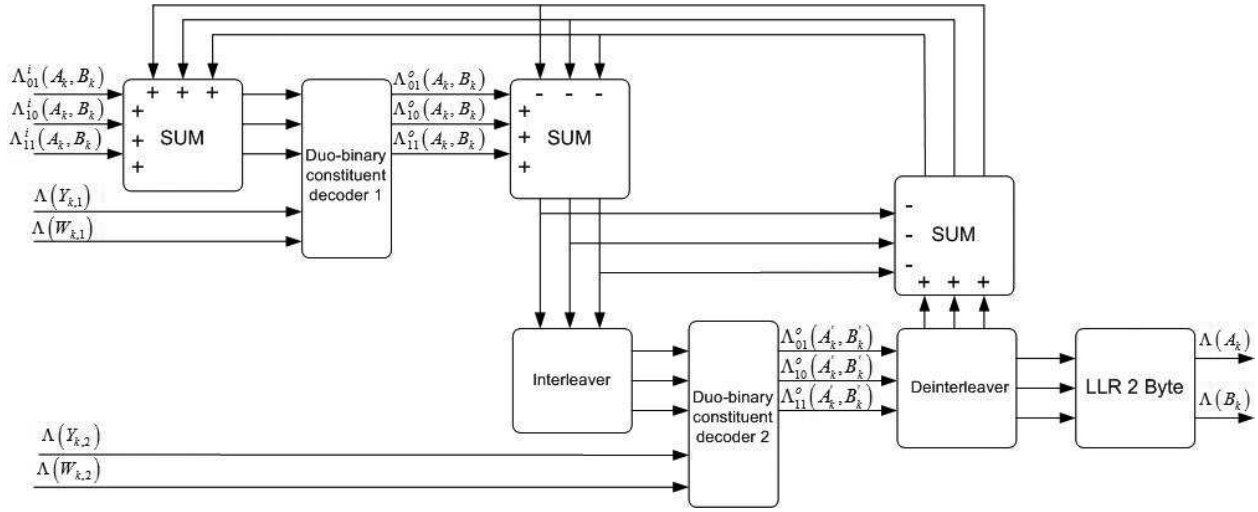 Λ^i_01(A_k, B_k)
Λ^i_10(A_k, B_k)
Λ^i_11(A_k, B_k)
+ + +
+
+
+
SUM
Λ(Y_k,1)
Λ(W_k,1)
Duo-binary
constituent
decoder 1
Λ^o_01(A_k, B_k)
Λ^o_10(A_k, B_k)
Λ^o_11(A_k, B_k)
- - -
+
+
+
SUM
-
-
-
SUM
+ + +
Interleaver
Λ(Y_k,2)
Λ(W_k,2)
Duo-binary
constituent
decoder 2
Λ^o_01(A'_k, B'_k)
Λ^o_10(A'_k, B'_k)
Λ^o_11(A'_k, B'_k)
Deinterleaver
LLR 2 Byte
Λ(A_k)
Λ(B_k)